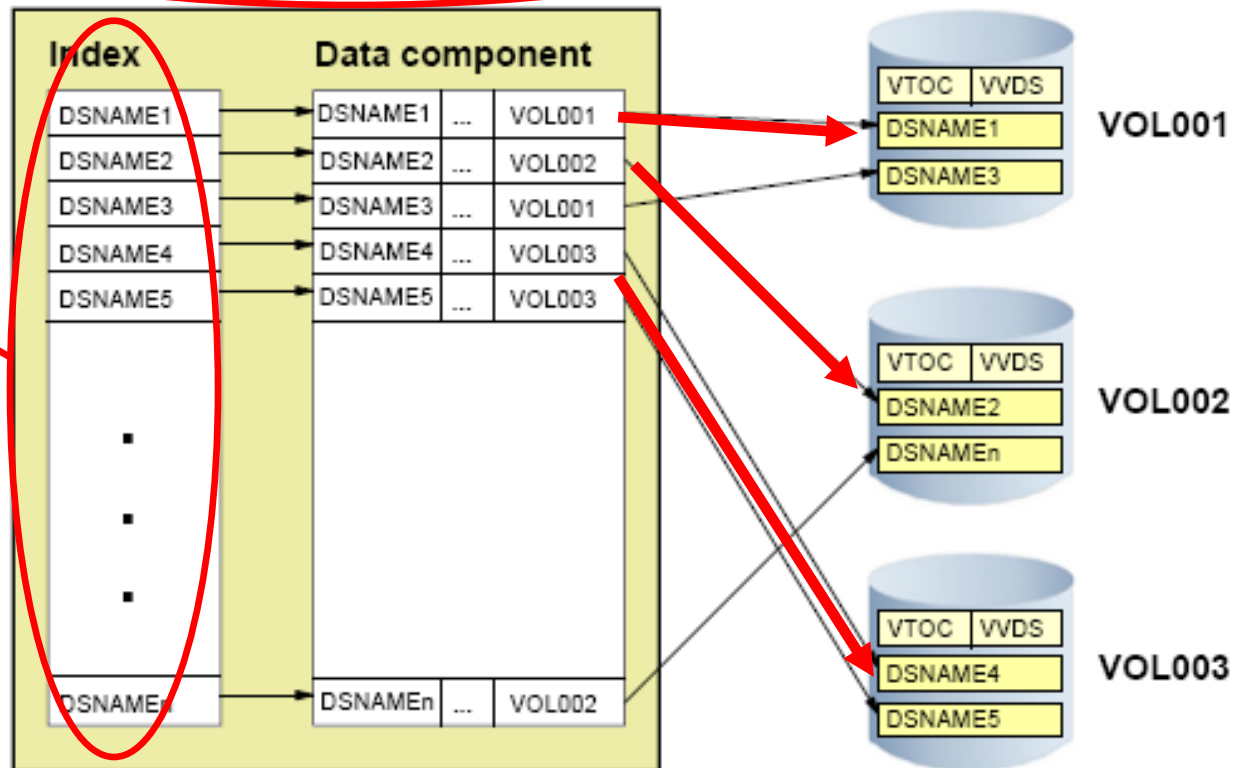 Index Data component
DSNAME1 DSNAME1 ... VOL001
DSNAME2 DSNAME2 ... VOL002
DSNAME3 DSNAME3 ... VOL001
DSNAME4 DSNAME4 ... VOL003
DSNAME5 DSNAME5 ... VOL003
DSNAMEn DSNAMEn ... VOL002
VTOC VVDS
DSNAME1
DSNAME3
VOL001
VTOC VVDS
DSNAME2
DSNAMEn
VOL002
VTOC VVDS
DSNAME4
DSNAME5
VOL003